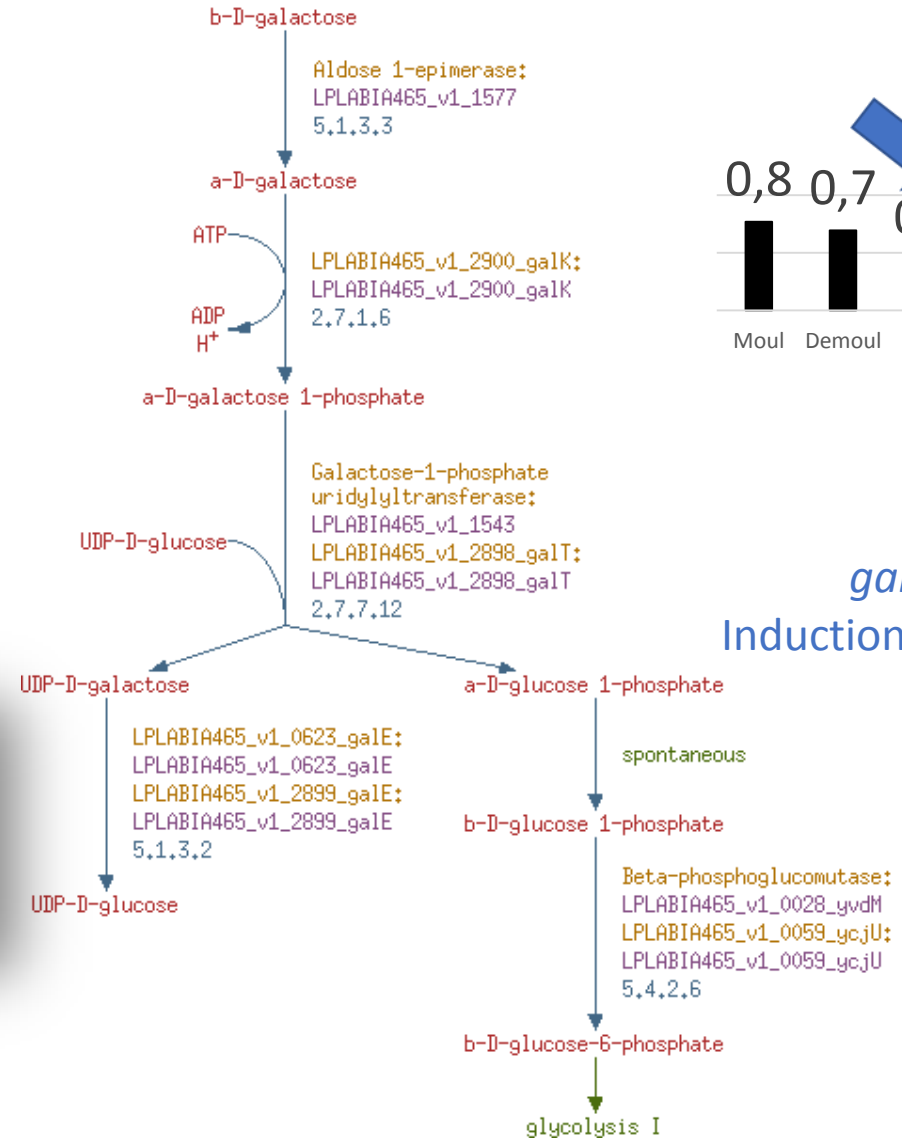 b-D-galactose
Aldose 1-epimerase:
LPLABIA465_v1_1577
5.1.3.3
a-D-galactose
ATP
LPLABIA465_v1_2900_galK:
LPLABIA465_v1_2900_galK
2.7.1.6
ADP
H+
a-D-galactose 1-phosphate
Galactose-1-phosphate
uridylyltransferase:
LPLABIA465_v1_1543
LPLABIA465_v1_2898_galT:
LPLABIA465_v1_2898_galT
2.7.7.12
UDP-D-glucose
UDP-D-galactose
a-D-glucose 1-phosphate
LPLABIA465_v1_0623_galE:
LPLABIA465_v1_0623_galE
LPLABIA465_v1_2899_galE:
LPLABIA465_v1_2899_galE
5.1.3.2
UDP-D-glucose
spontaneous
b-D-glucose 1-phosphate
Beta-phosphoglucomutase:
LPLABIA465_v1_0028_yvdM
LPLABIA465_v1_0059_ycjU:
LPLABIA465_v1_0059_ycjU
5.4.2.6
b-D-glucose-6-phosphate
glycolysis I
0,8 0,7
Moul Demoul
Induction